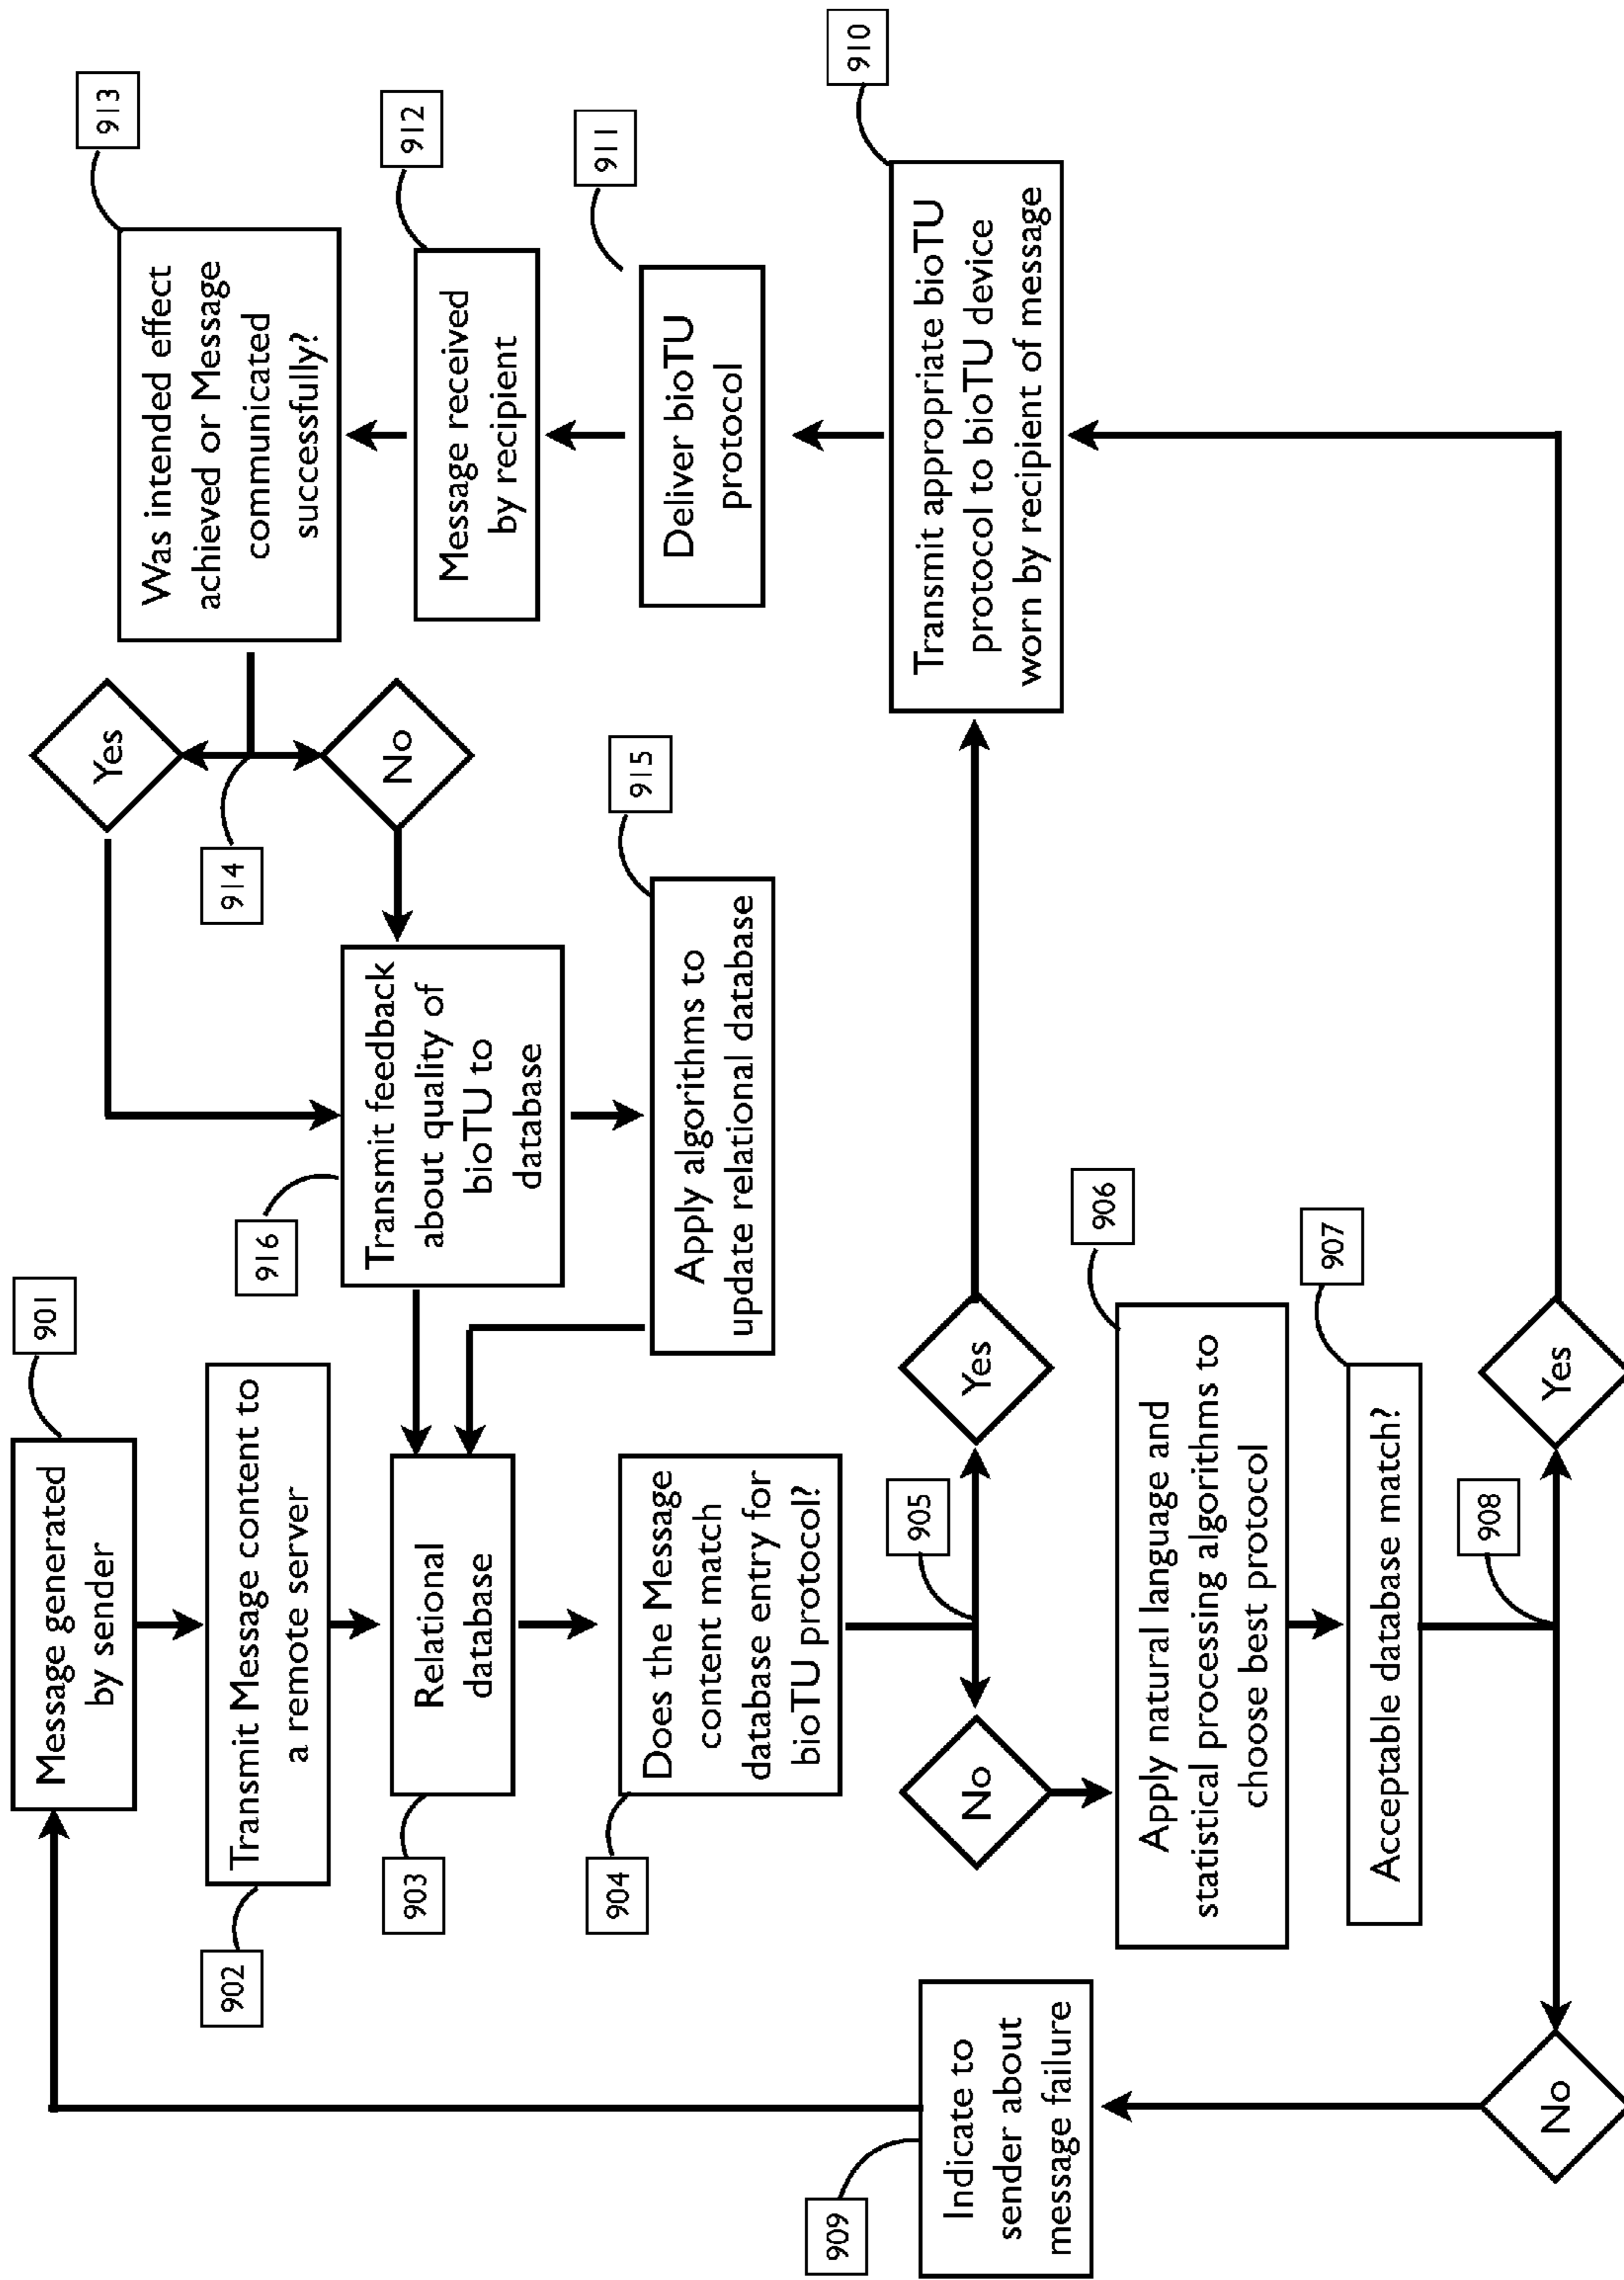 901
Message generated
by sender
902
Transmit Message content to
a remote server
903
Relational
database
904
Does the Message
content match
database entry for
bioTU protocol?
905
No
Yes
906
Apply natural language and
statistical processing algorithms to
choose best protocol
907
Acceptable database match?
908
No
Yes
909
Indicate to
sender about
message failure
910
Transmit appropriate bioTU
protocol to bioTU device
worn by recipient of message
911
Deliver bioTU
protocol
912
Message received
by recipient
913
Was intended effect
achieved or Message
communicated
successfully?
914
Yes
No
916
Transmit feedback
about quality of
bioTU to
database
915
Apply algorithms to
update relational database